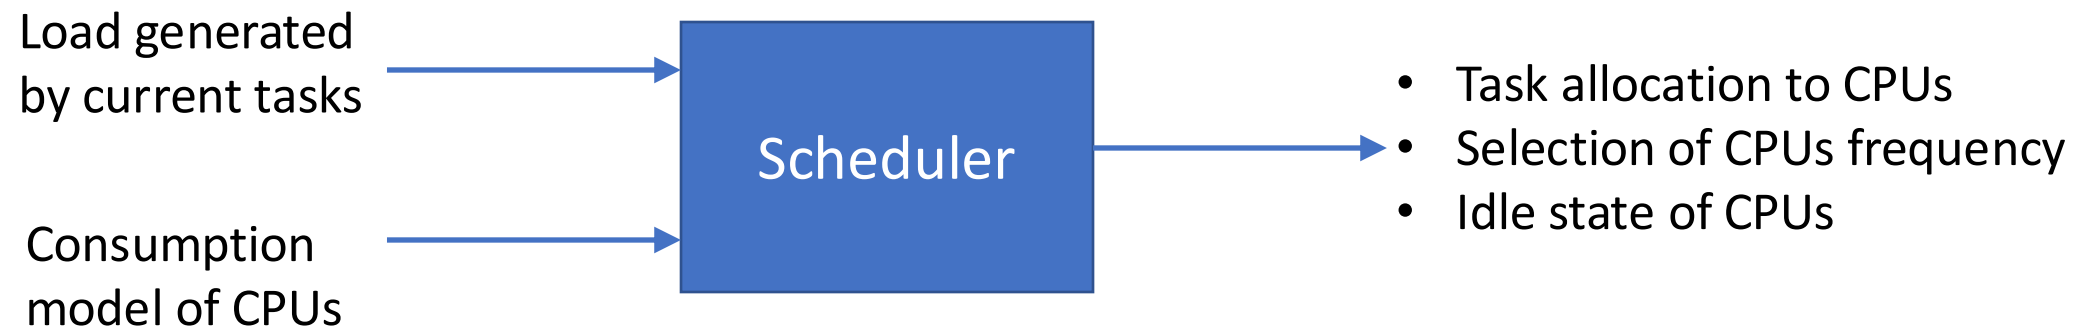 Load generated
by current tasks
Consumption
model of CPUs
Scheduler
• Task allocation to CPUs
• Selection of CPUs frequency
• Idle state of CPUs